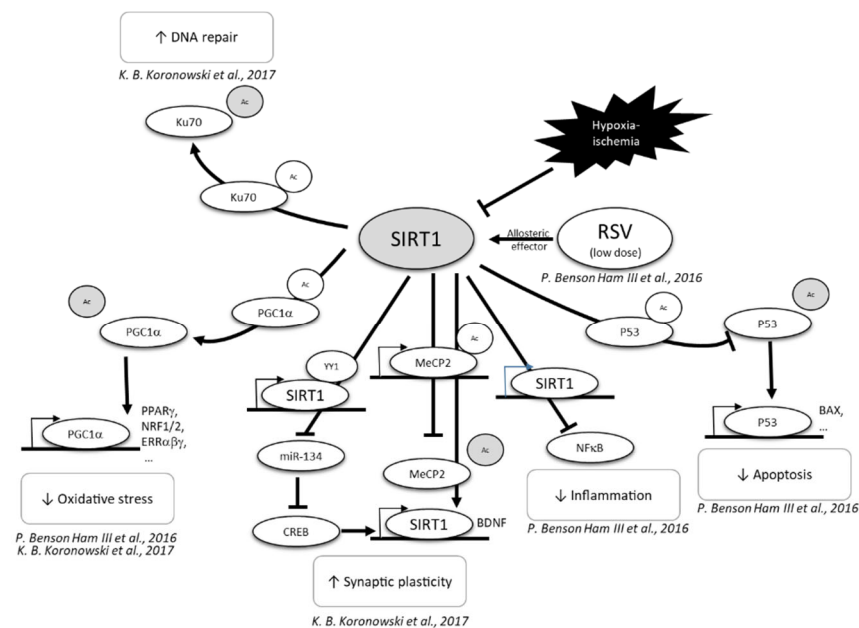 ↑ DNA repair
K. B. Koronowski et al., 2017
Ac
Ku70
Ac
Ku70
Hypoxia-
ischemia
SIRT1
Allosteric
effector
RSV
(low dose)
P. Benson Ham III et al., 2016
Ac
PGC1α
Ac
PGC1α
PPARγ,
NRF1/2,
ERRαβγ,
...
PGC1α
↓ Oxidative stress
P. Benson Ham III et al., 2016
K. B. Koronowski et al., 2017
YY1
SIRT1
miR-134
CREB
Ac
MeCP2
Ac
MeCP2
SIRT1
BDNF
↑ Synaptic plasticity
K. B. Koronowski et al., 2017
SIRT1
NFκB
↓ Inflammation
P. Benson Ham III et al., 2016
Ac
P53
Ac
P53
P53
BAX,
...
↓ Apoptosis
P. Benson Ham III et al., 2016